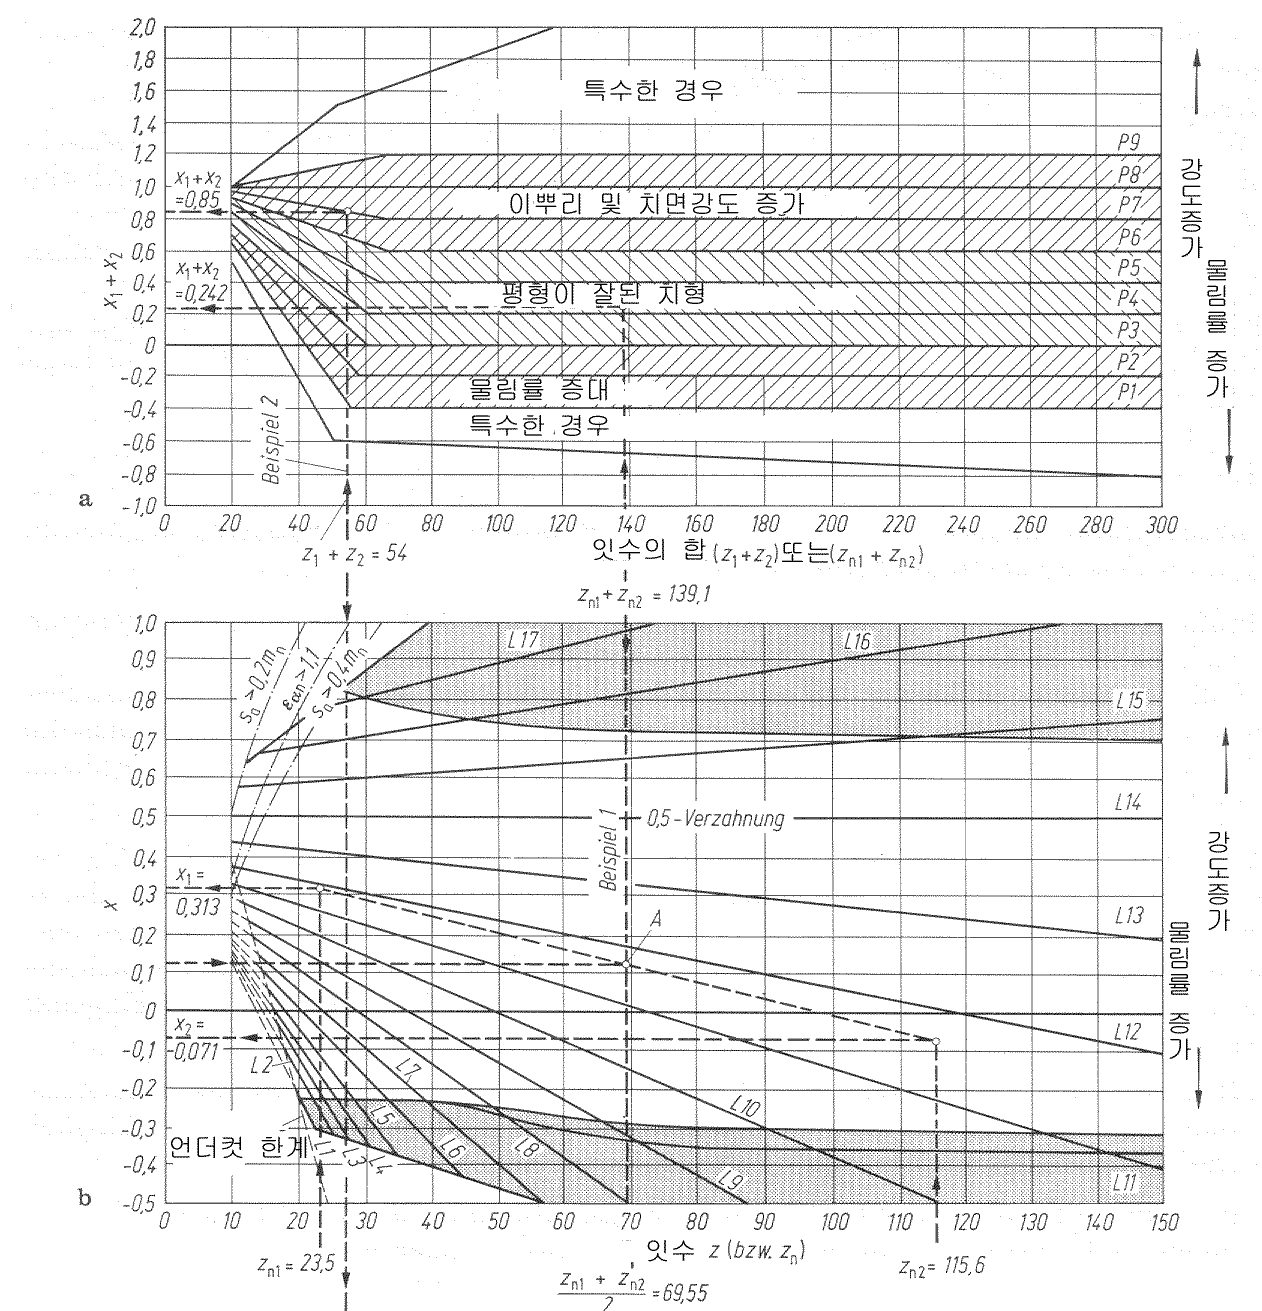 2,0
1,8
1,6
1,4
1,2
1,0
0,8
0,6
0,4
0,2
0
-0,2
-0,4
-0,6
-0,8
-1,0
x₁ + x₂
x₁+x₂
=0,85
x₁+x₂
=0,242
특수한 경우
이뿌리 및 치면강도 증가
평형이 잘된 치형
물림률 증대
특수한 경우
P9
P8
P7
P6
P5
P4
P3
P2
P1
강도증가
물림률 증가
Beispiel 2
a
0 20 40 60 80 100 120 140 160 180 200 220 240 260 280 300
z₁ + z₂ = 54
잇수의 합 (z₁+z₂)또는(zn1 + zn2)
zn1+zn2 = 139,1
1,0
0,9
0,8
0,7
0,6
0,5
0,4
0,3
0,2
0,1
0
-0,1
-0,2
-0,3
-0,4
-0,5
x
x₁ =
0,313
x₂ =
-0,071
sa >0,2mn
εαn >1,1
sa >0,4mn
L17
L16
L15
L14
0,5-Verzahnung
Beispiel 1
A
L13
L12
L2
L7
L5
L6
L8
L10
L9
L11
L1
L3
L4
언더컷 한계
강도증가
물림률 증가
b
0 10 20 30 40 50 60 70 80 90 100 110 120 130 140 150
잇수 z (bzw. zn)
zn1 = 23,5
zn1 + zn2
2
=69,55
zn2 = 115,6